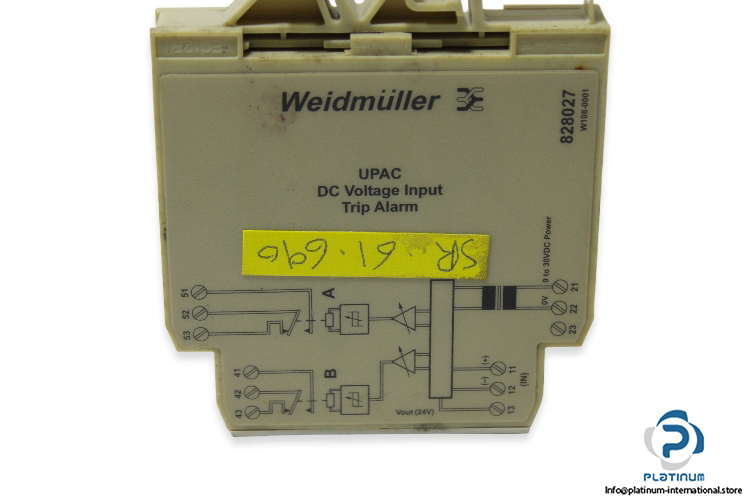 Weidmüller
828027
W108-0001
UPAC
DC Voltage Input
Trip Alarm
SR.61.690
9 to 30VDC Power
0V
21
22
23
51
52
53
A
41
42
43
B
(+)
(−)
11
12
13
(IN)
Vout (24V)
PLATINUM
Info@platinum-international.store